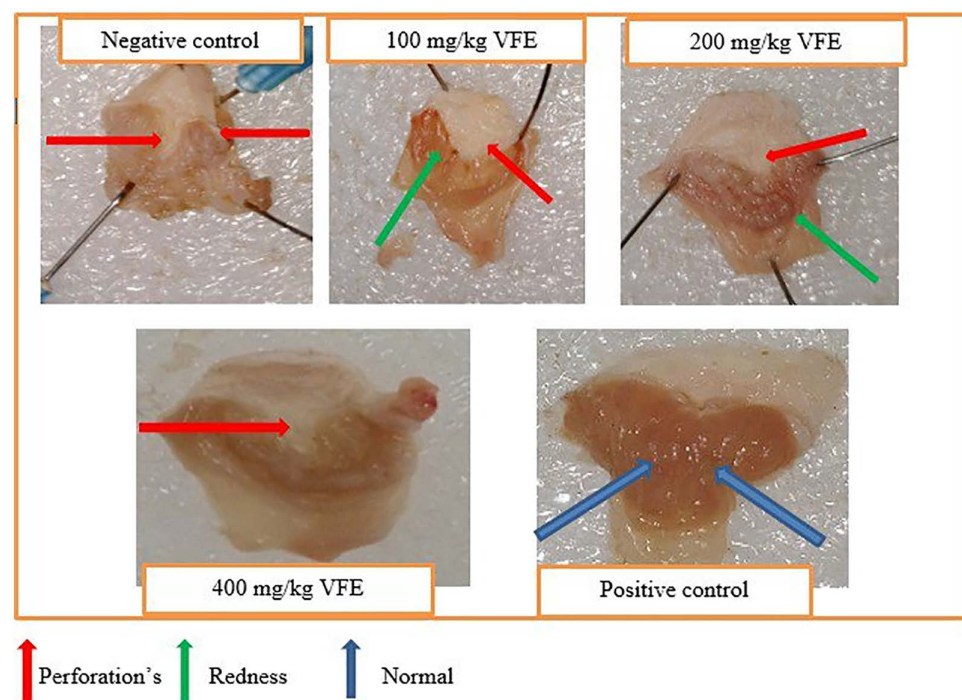 Negative control
100 mg/kg VFE
200 mg/kg VFE
400 mg/kg VFE
Positive control
Perforation's
Redness
Normal